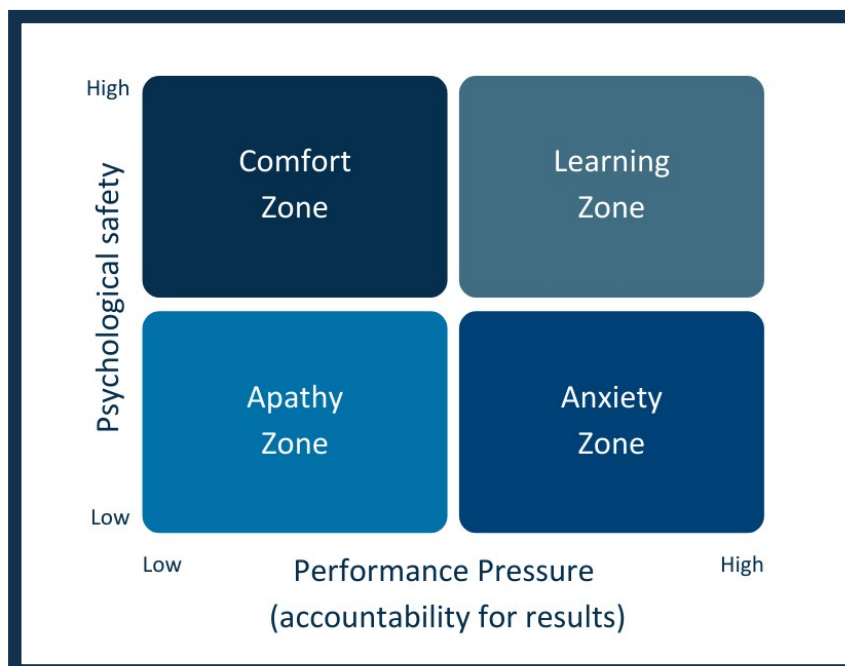 High
Comfort
Zone
Learning
Zone
Psychological safety
Apathy
Zone
Anxiety
Zone
Low
Low
High
Performance Pressure
(accountability for results)